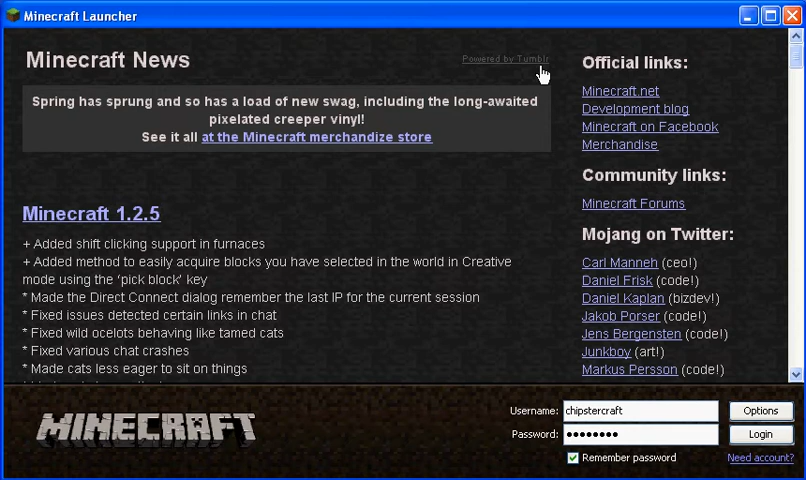 Minecraft Launcher
Minecraft News
Powered by Tumblr
Spring has sprung and so has a load of new swag, including the long-awaited
pixelated creeper vinyl!
See it all at the Minecraft merchandize store
Minecraft 1.2.5
+ Added shift clicking support in furnaces
+ Added method to easily acquire blocks you have selected in the world in Creative
mode using the 'pick block' key
* Made the Direct Connect dialog remember the last IP for the current session
* Fixed issues detected certain links in chat
* Fixed wild ocelots behaving like tamed cats
* Fixed various chat crashes
* Made cats less eager to sit on things
Official links:
Minecraft.net
Development blog
Minecraft on Facebook
Merchandise
Community links:
Minecraft Forums
Mojang on Twitter:
Carl Manneh (ceo!)
Daniel Frisk (code!)
Daniel Kaplan (bizdev!)
Jakob Porser (code!)
Jens Bergensten (code!)
Junkboy (art!)
Markus Persson (code!)
MINECRAFT
Username: chipstercraft
Options
Password: ●●●●●●●●
Login
Remember password
Need account?